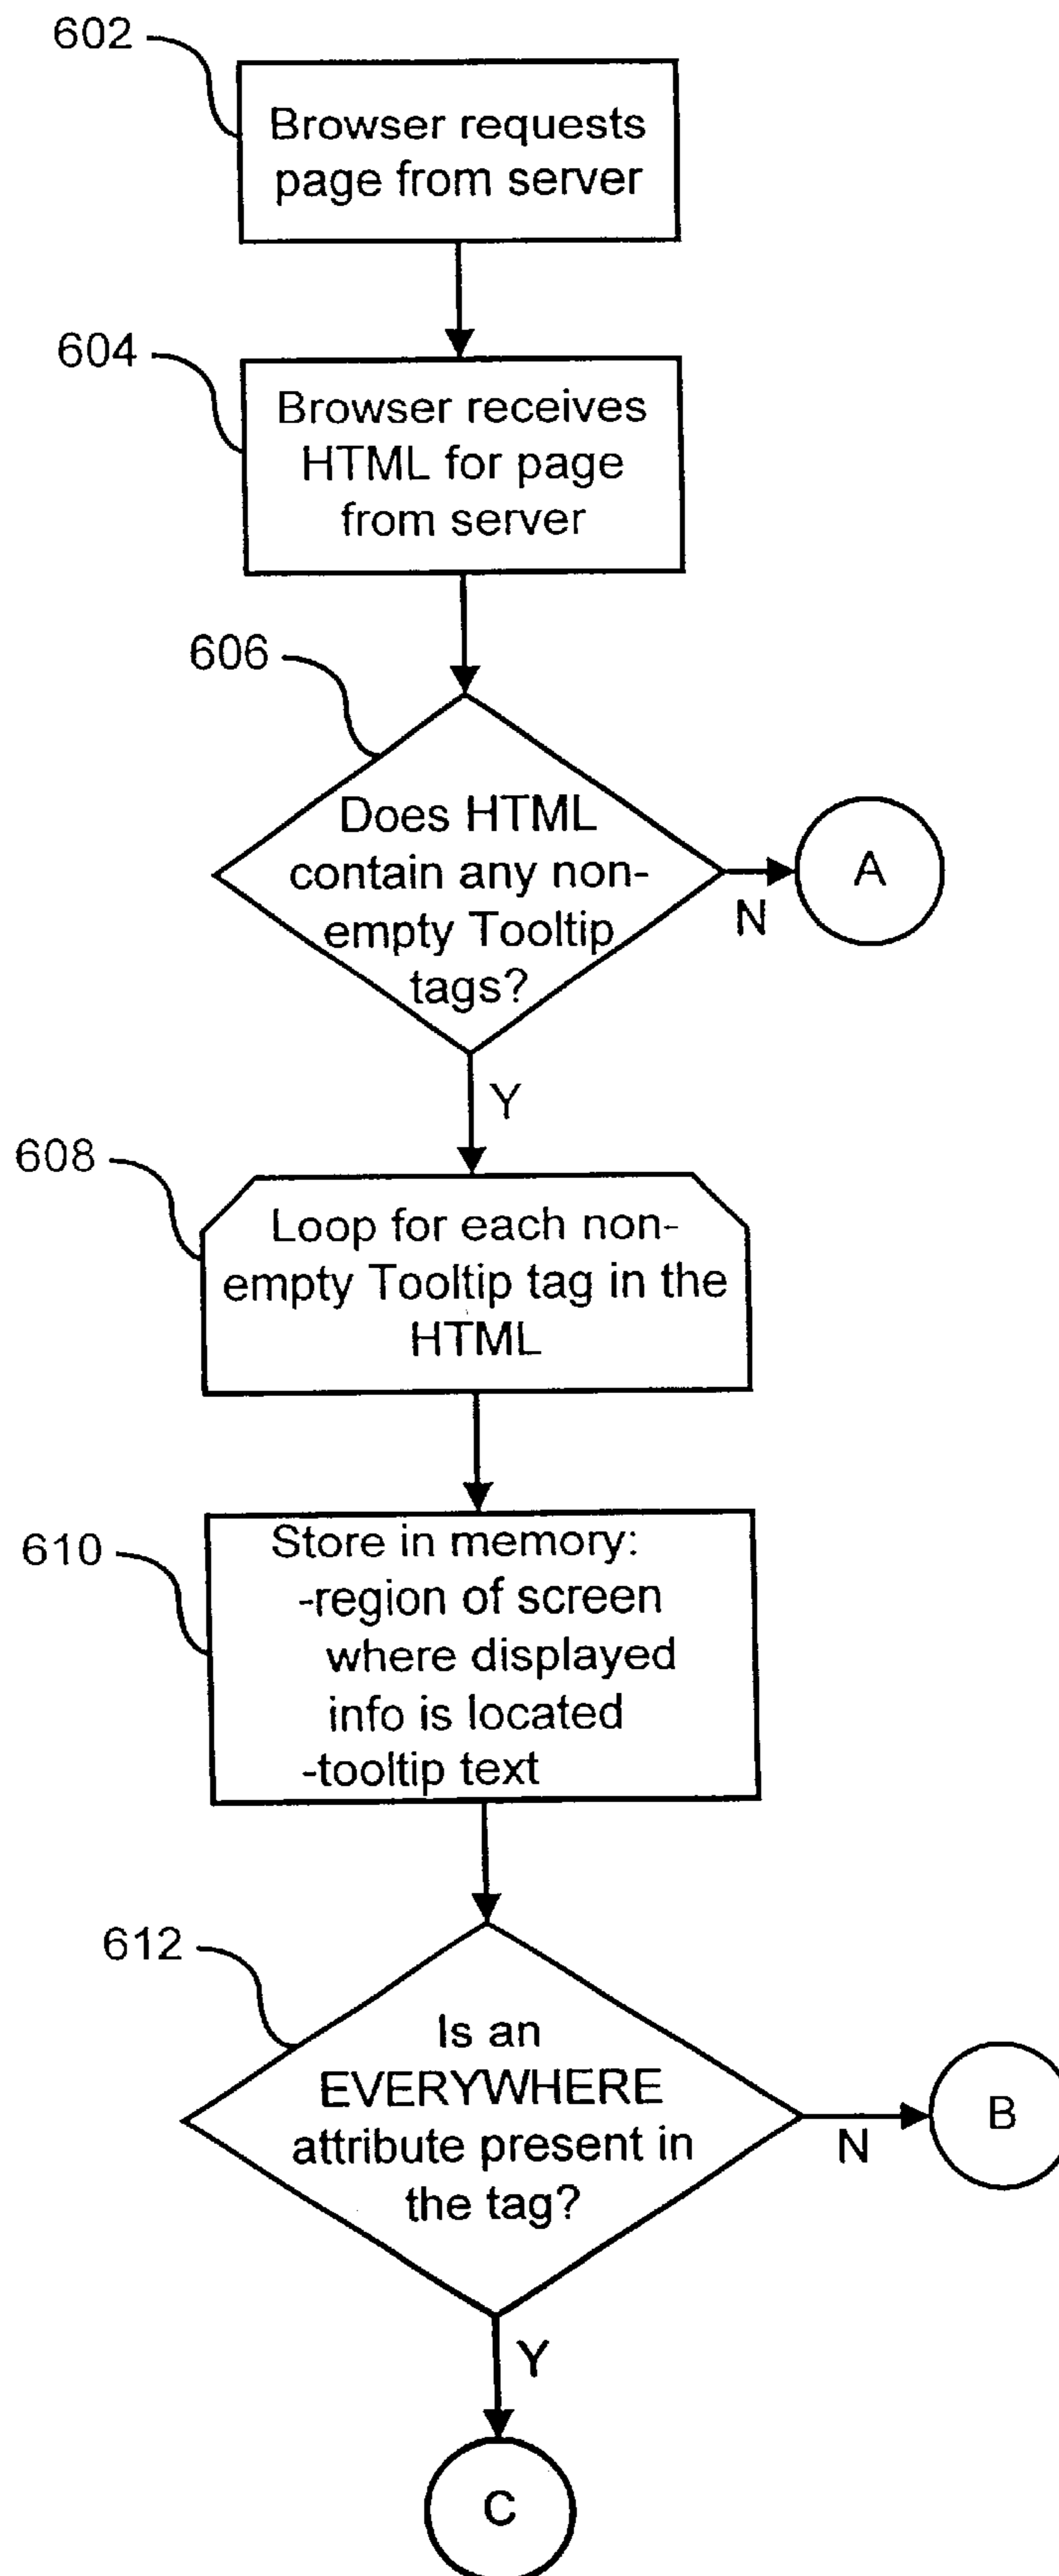 602
Browser requests
page from server
604
Browser receives
HTML for page
from server
606
Does HTML
contain any non-
empty Tooltip
tags?
A
N
Y
608
Loop for each non-
empty Tooltip tag in the
HTML
610
Store in memory:
-region of screen
where displayed
info is located
-tooltip text
612
Is an
EVERYWHERE
attribute present in
the tag?
B
N
Y
C